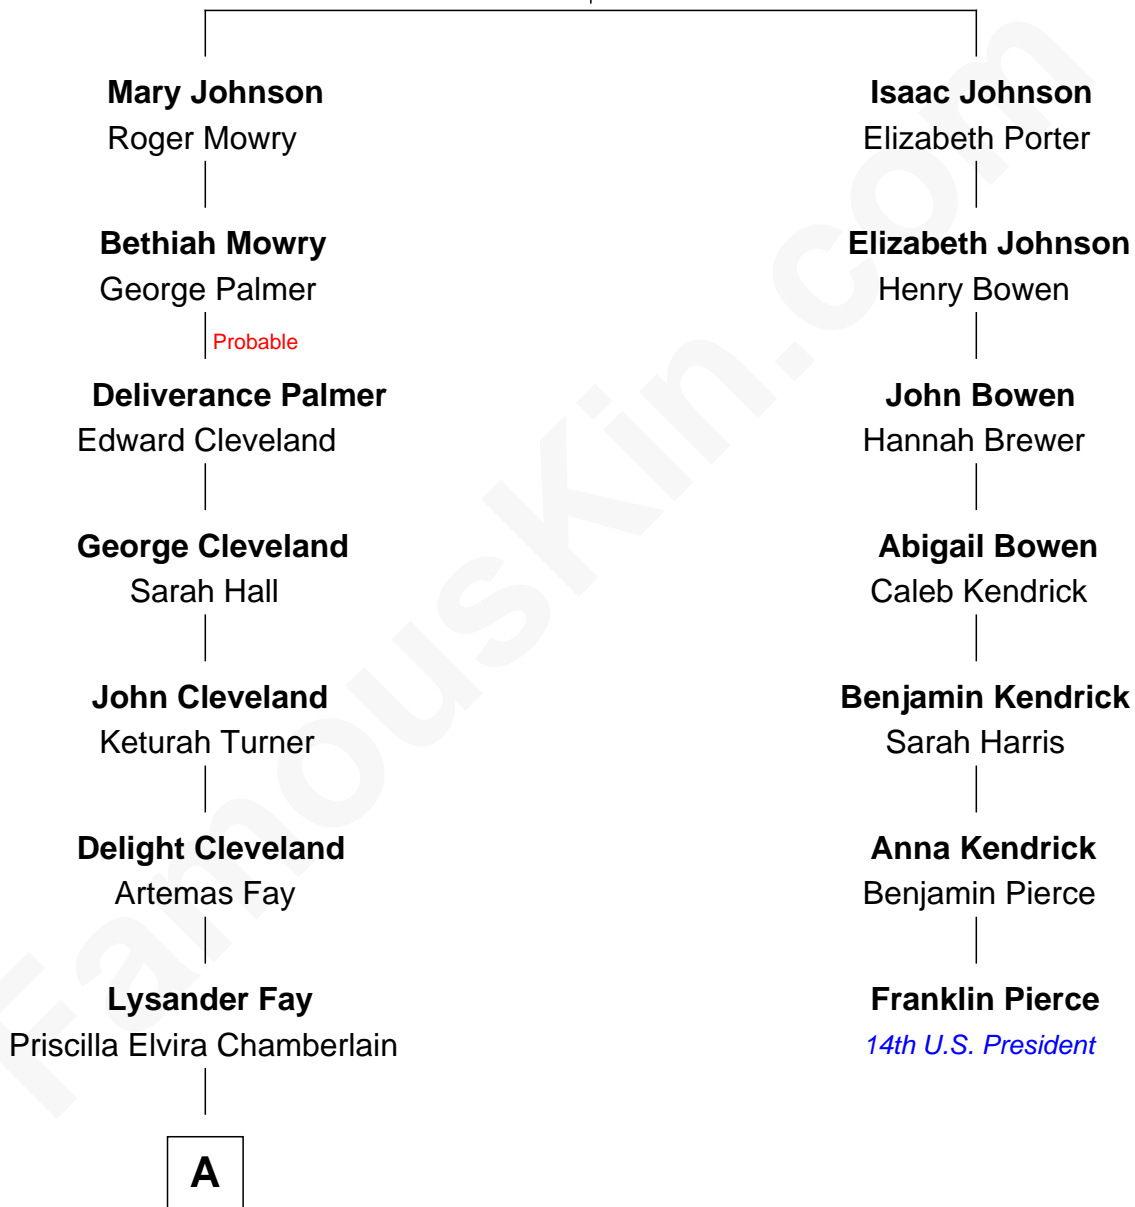 Mary Johnson
Roger Mowry
Bethiah Mowry
George Palmer
Probable
Deliverance Palmer
Edward Cleveland
George Cleveland
Sarah Hall
John Cleveland
Keturah Turner
Delight Cleveland
Artemas Fay
Lysander Fay
Priscilla Elvira Chamberlain
A
Isaac Johnson
Elizabeth Porter
Elizabeth Johnson
Henry Bowen
John Bowen
Hannah Brewer
Abigail Bowen
Caleb Kendrick
Benjamin Kendrick
Sarah Harris
Anna Kendrick
Benjamin Pierce
Franklin Pierce
14th U.S. President
FamousKin.com